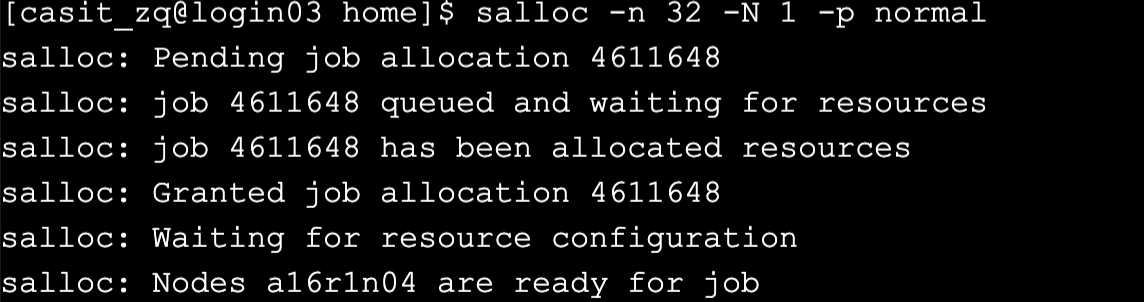 [casit_zq@login03 home]$ salloc -n 32 -N 1 -p normal
salloc: Pending job allocation 4611648
salloc: job 4611648 queued and waiting for resources
salloc: job 4611648 has been allocated resources
salloc: Granted job allocation 4611648
salloc: Waiting for resource configuration
salloc: Nodes a16r1n04 are ready for job